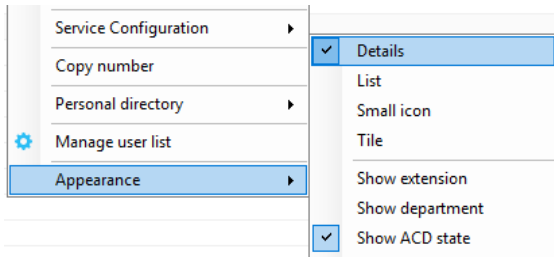 Service Configuration
Copy number
Personal directory
Manage user list
Appearance
Details
List
Small icon
Tile
Show extension
Show department
Show ACD state